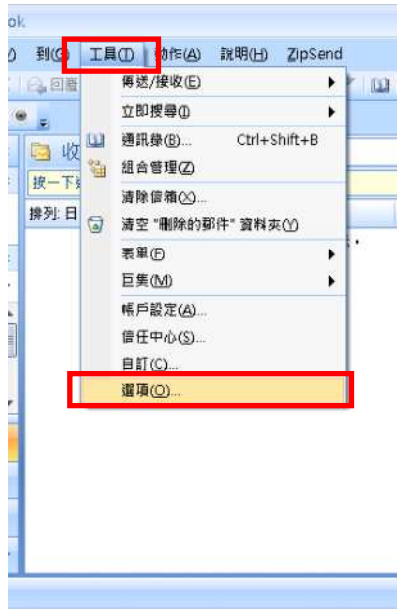 ok
到(G) 工具(T) 動作(A) 說明(H) ZipSend
回覆
傳送/接收(E)
立即搜尋(I)
通訊錄(B)... Ctrl+Shift+B
收
組合管理(Z)
按一下
清除信箱(X)...
排列: 日
清空 "刪除的郵件" 資料夾(Y)
表單(F)
巨集(M)
帳戶設定(A)...
信任中心(S)...
自訂(C)...
選項(O)...